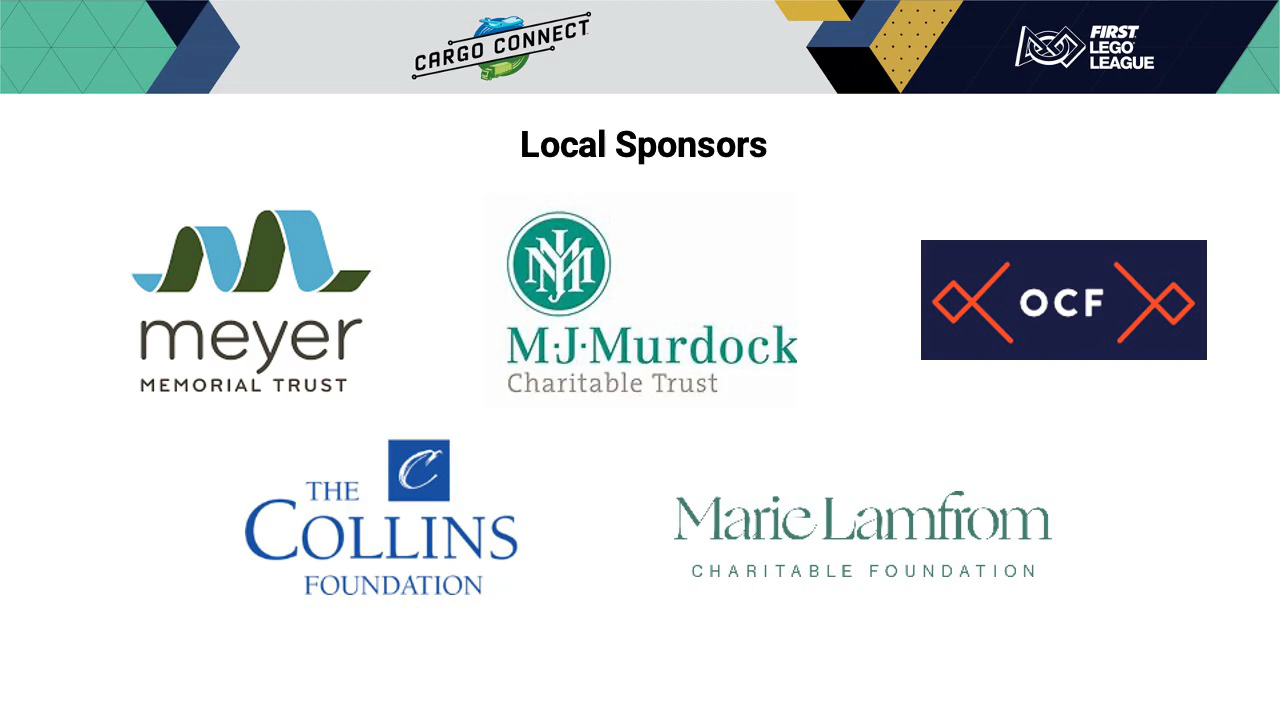 CARGO CONNECT
FIRST
LEGO
LEAGUE
Local Sponsors
meyer
MEMORIAL TRUST
M·J·Murdock
Charitable Trust
OCF
THE
COLLINS
FOUNDATION
Marie Lamfrom
CHARITABLE FOUNDATION